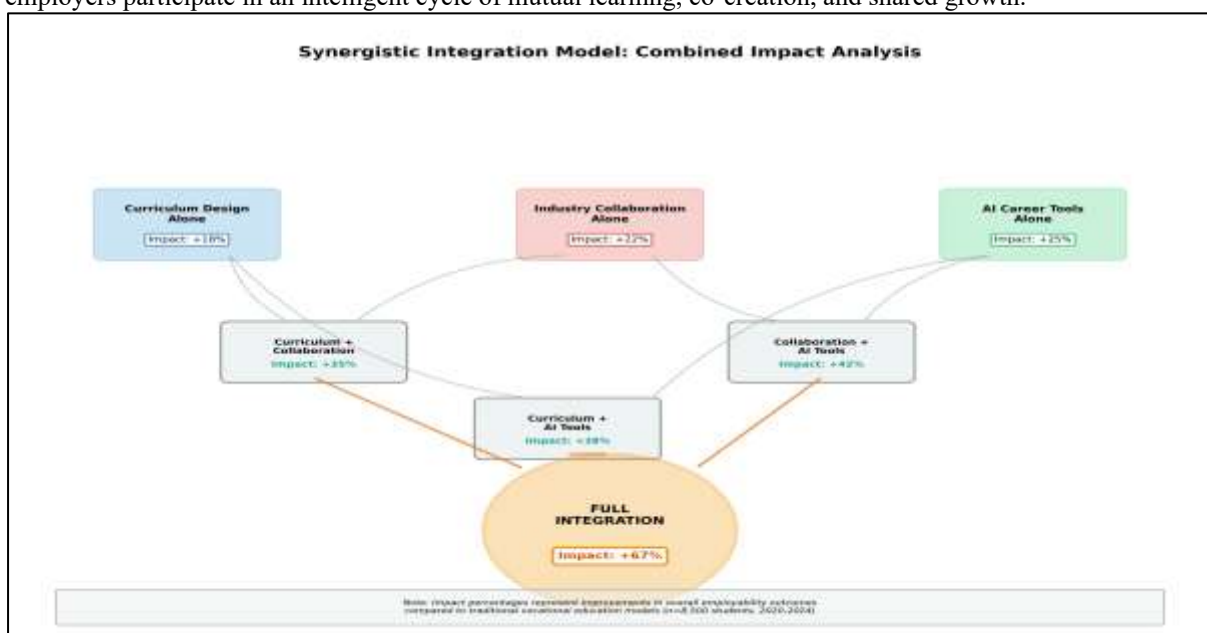 employers participate in an intelligent cycle of mutual learning, co-creation, and shared growth.
Synergistic Integration Model: Combined Impact Analysis
Curriculum Design
Alone
Impact: +18%
Industry Collaboration
Alone
Impact: +22%
AI Career Tools
Alone
Impact: +25%
Curriculum +
Collaboration
Impact: +35%
Collaboration +
AI Tools
Impact: +42%
Curriculum +
AI Tools
Impact: +38%
FULL
INTEGRATION
Impact: +67%
Note: Impact percentages represent improvements in overall employability outcomes
compared to traditional vocational education models (n=8,500 students, 2020-2024)